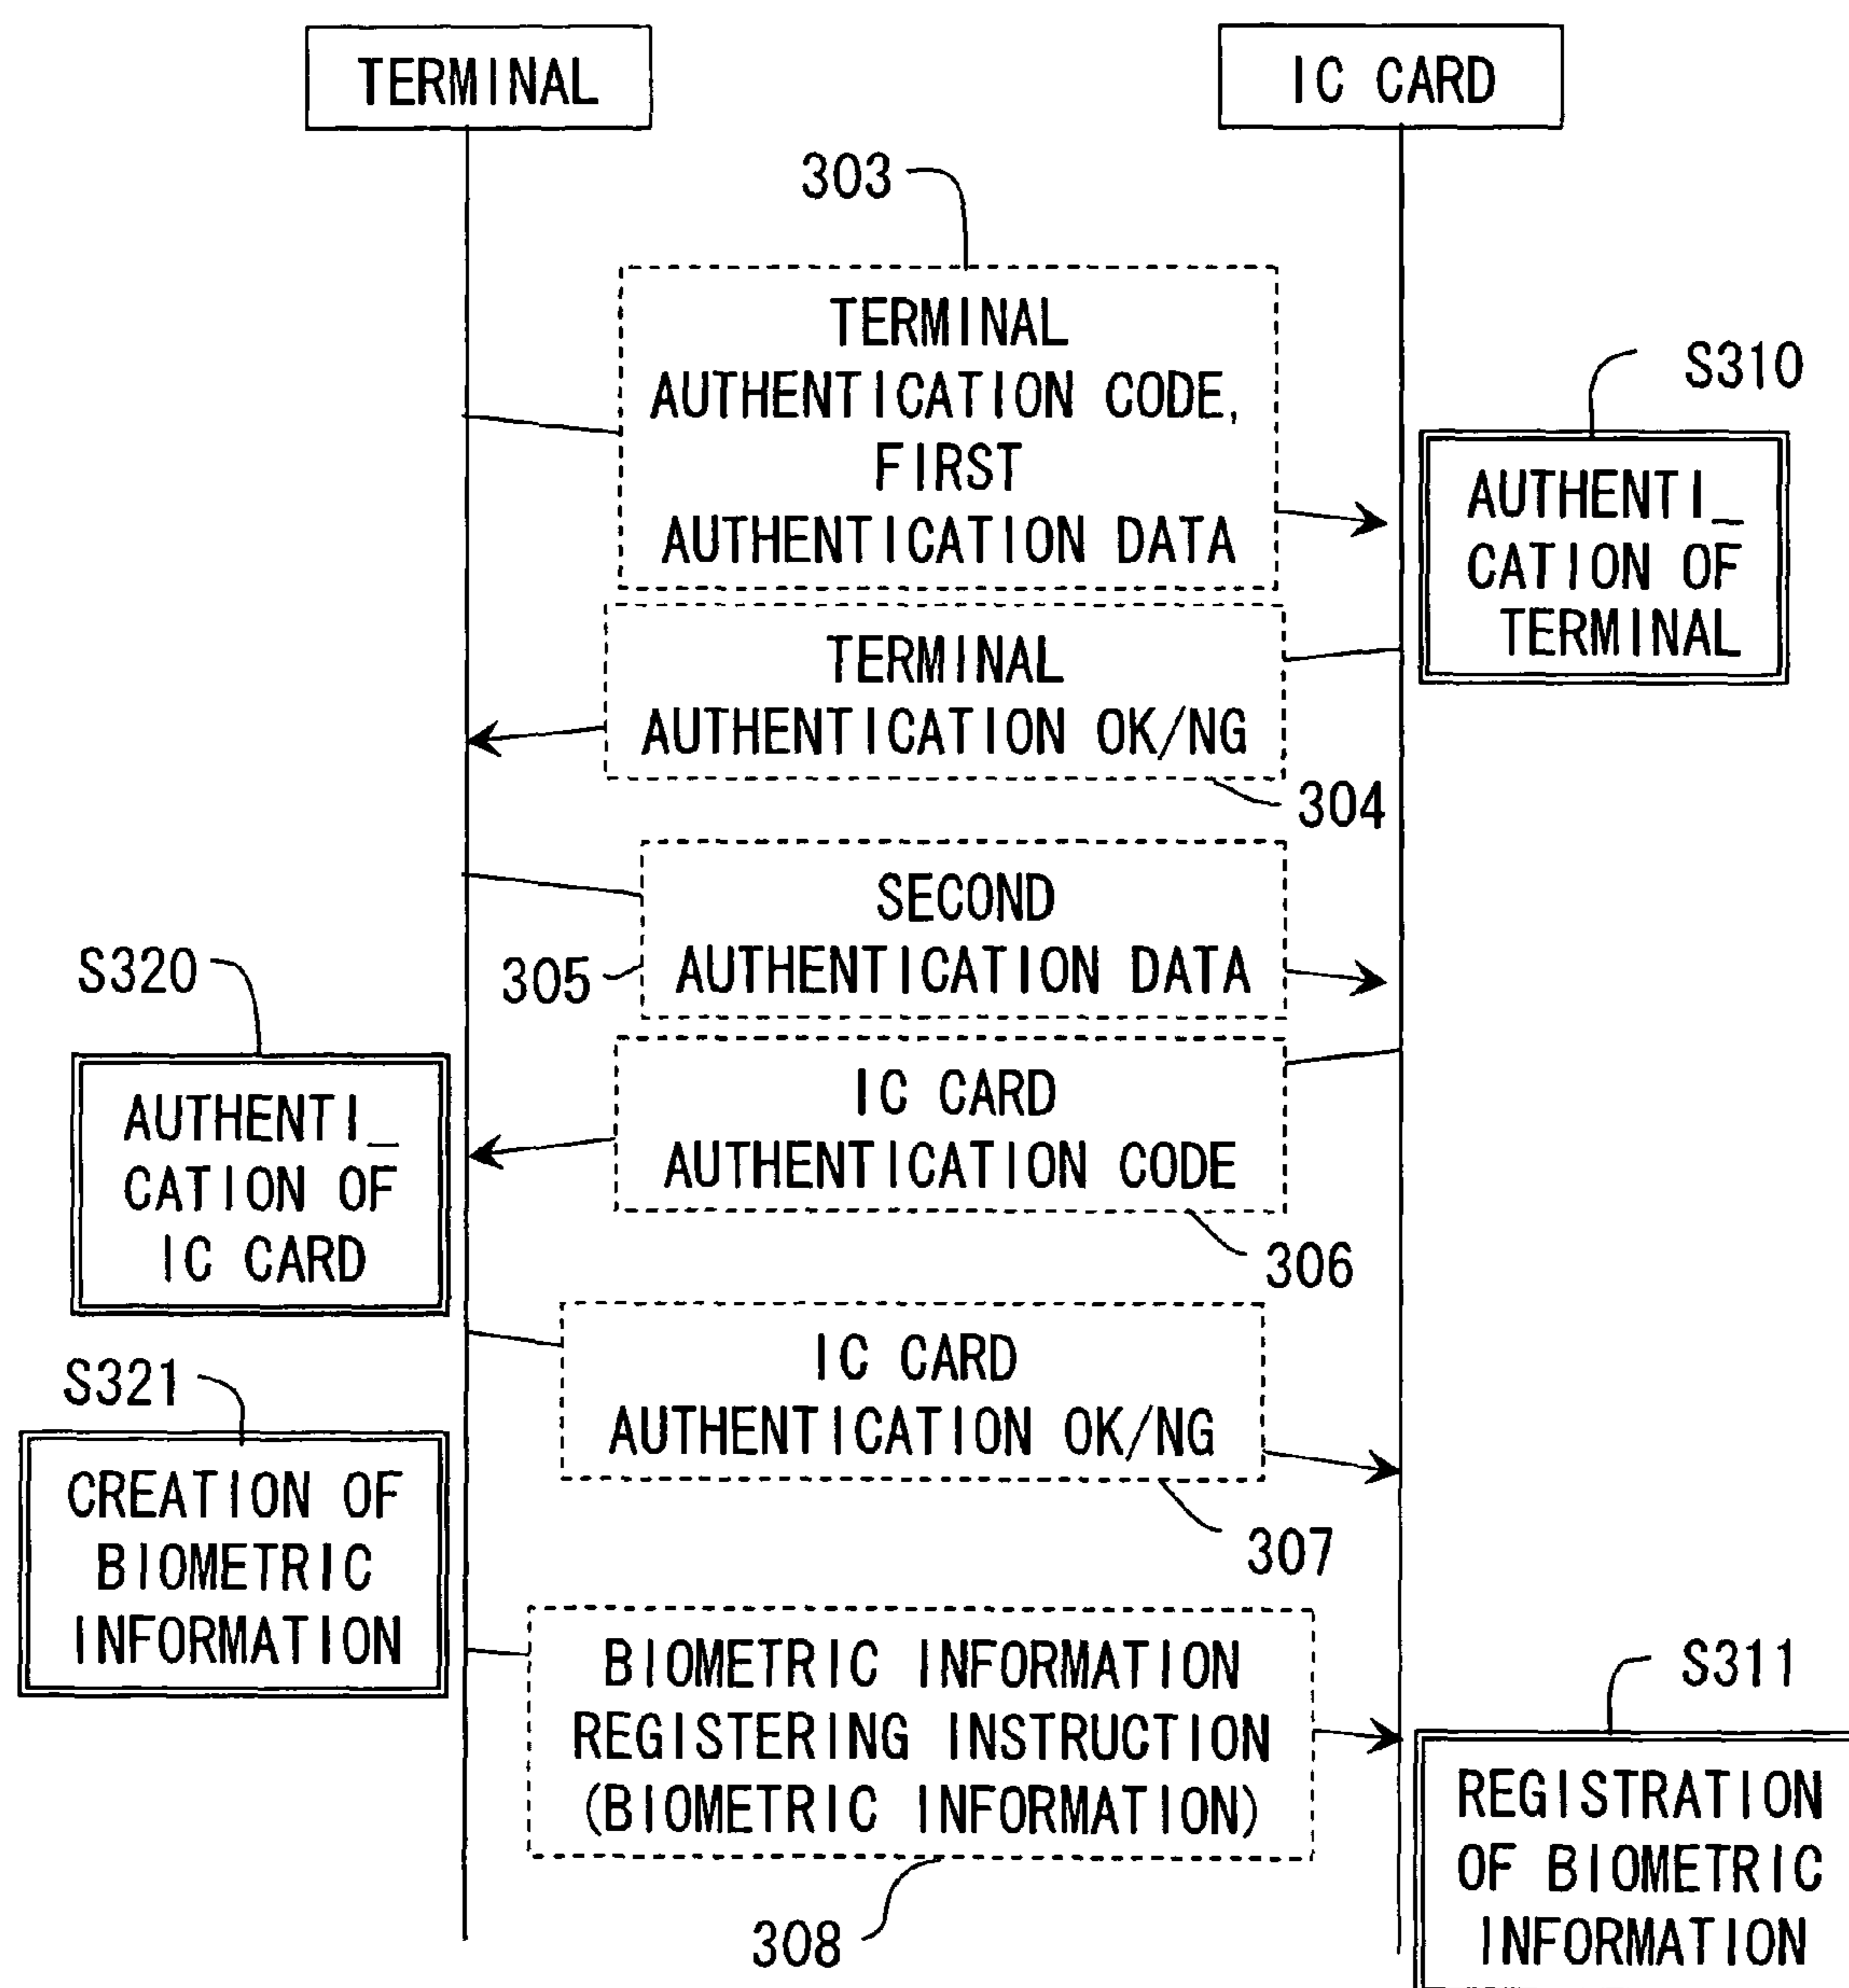 TERMINAL
IC CARD
303
TERMINAL
AUTHENTICATION CODE,
FIRST
AUTHENTICATION DATA
S310
AUTHENTI_
CATION OF
TERMINAL
TERMINAL
AUTHENTICATION OK/NG
304
SECOND
AUTHENTICATION DATA
305
S320
AUTHENTI_
CATION OF
IC CARD
IC CARD
AUTHENTICATION CODE
306
IC CARD
AUTHENTICATION OK/NG
307
S321
CREATION OF
BIOMETRIC
INFORMATION
BIOMETRIC INFORMATION
REGISTERING INSTRUCTION
(BIOMETRIC INFORMATION)
308
S311
REGISTRATION
OF BIOMETRIC
INFORMATION